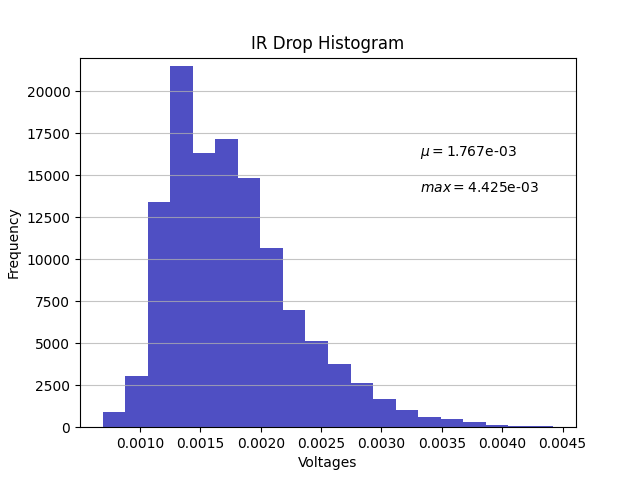 IR Drop Histogram
20000
17500
15000
12500
10000
7500
5000
2500
0
Frequency
μ = 1.767e-03
max = 4.425e-03
0.0010 0.0015 0.0020 0.0025 0.0030 0.0035 0.0040 0.0045
Voltages